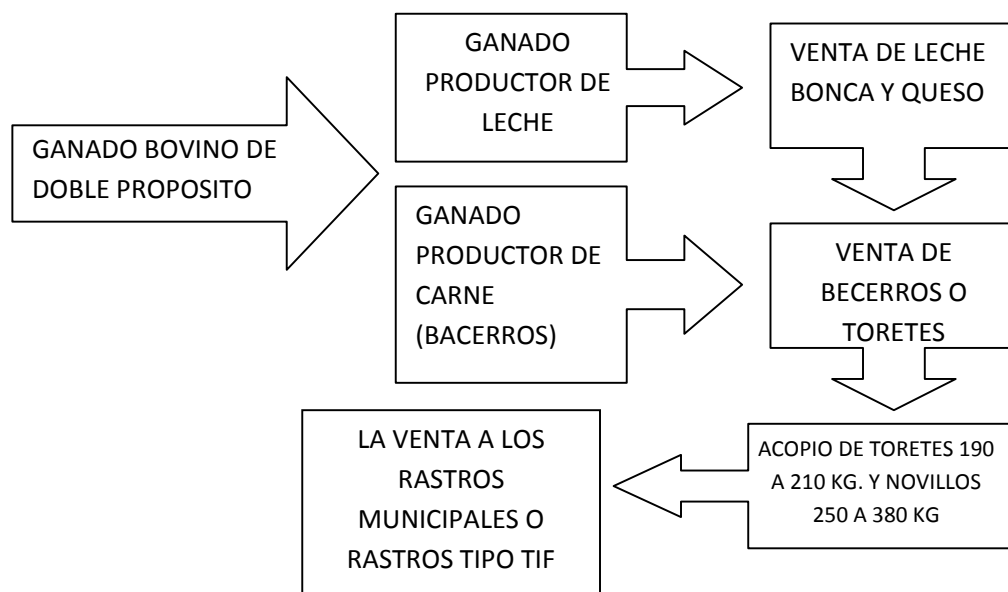 GANADO BOVINO DE
DOBLE PROPOSITO
GANADO
PRODUCTOR DE
LECHE
VENTA DE LECHE
BONCA Y QUESO
GANADO
PRODUCTOR DE
CARNE
(BACERROS)
VENTA DE
BECERROS O
TORETES
ACOPIO DE TORETES 190
A 210 KG. Y NOVILLOS
250 A 380 KG
LA VENTA A LOS
RASTROS
MUNICIPALES O
RASTROS TIPO TIF